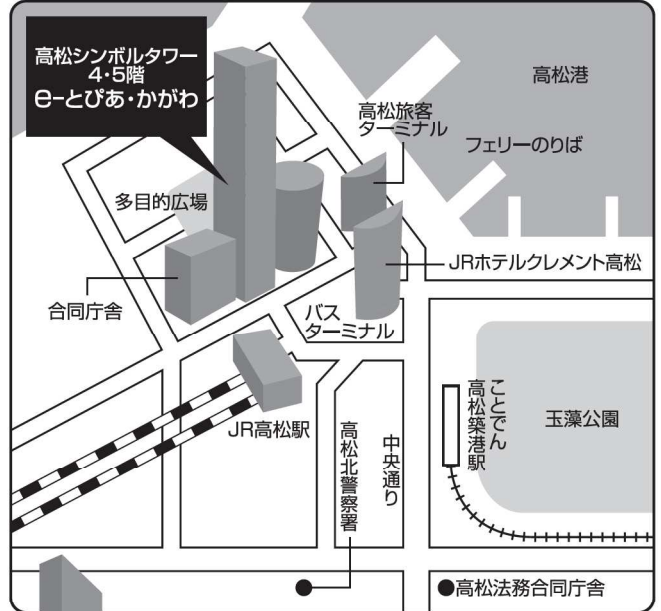 高松シンボルタワー
4・5階
e-とぴあ・かがわ
高松港
高松旅客
ターミナル
フェリーのりば
多目的広場
JRホテルクレメント高松
合同庁舎
バス
ターミナル
ことでん
高松築港駅
玉藻公園
JR高松駅
高松北警察署
中央通り
高松法務合同庁舎